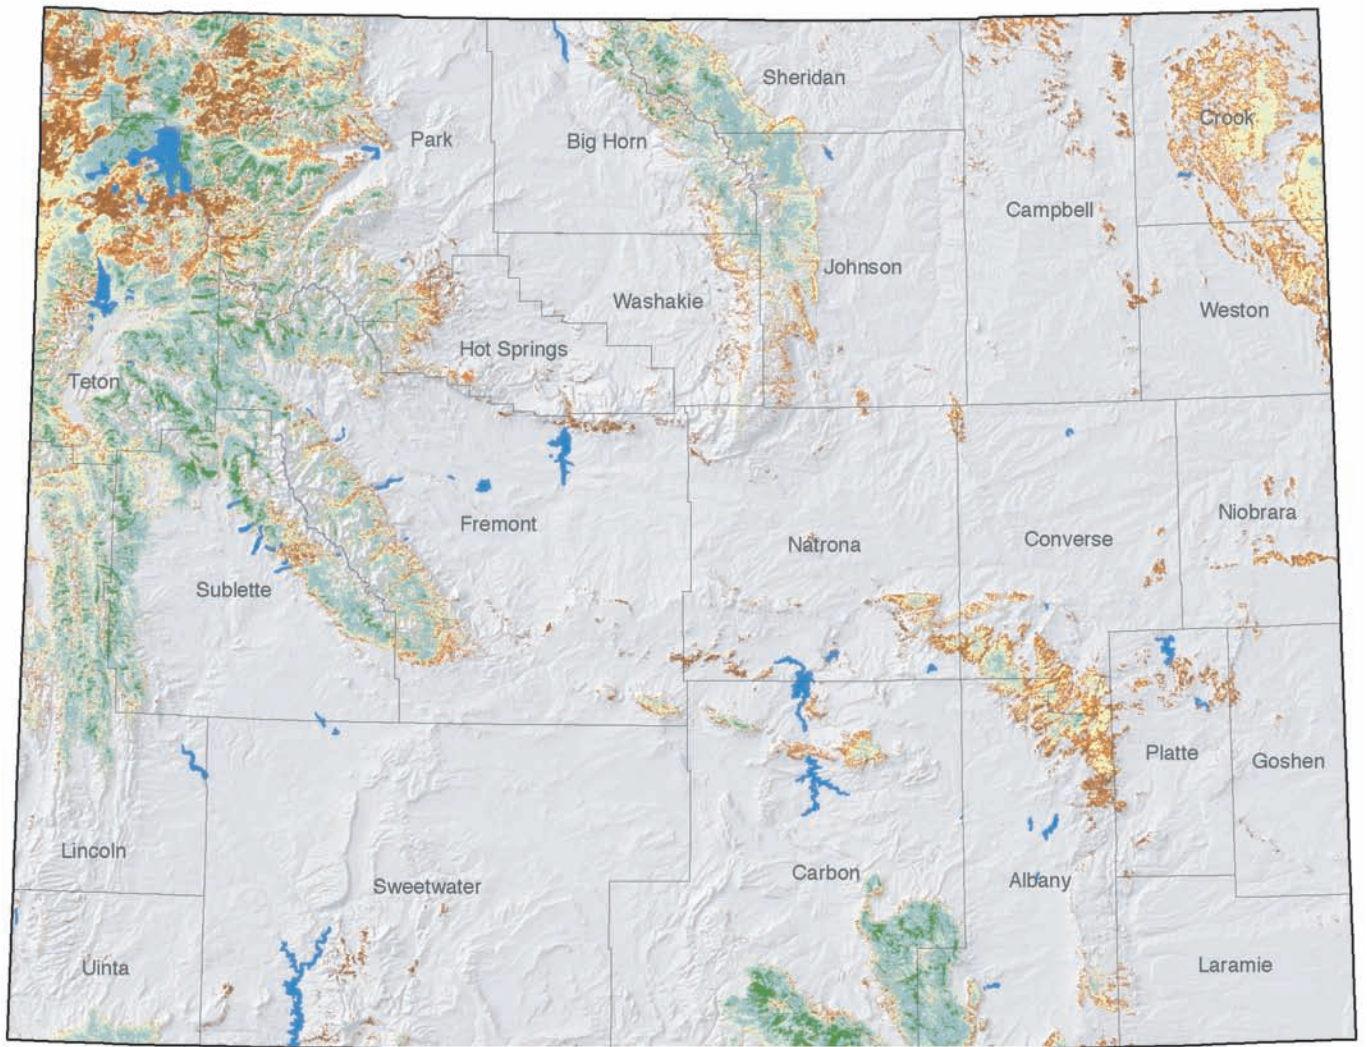 Sheridan
Crook
Park
Big Horn
Campbell
Johnson
Washakie
Weston
Hot Springs
Teton
Niobrara
Fremont
Converse
Natrona
Sublette
Platte
Goshen
Lincoln
Carbon
Albany
Sweetwater
Laramie
Uinta